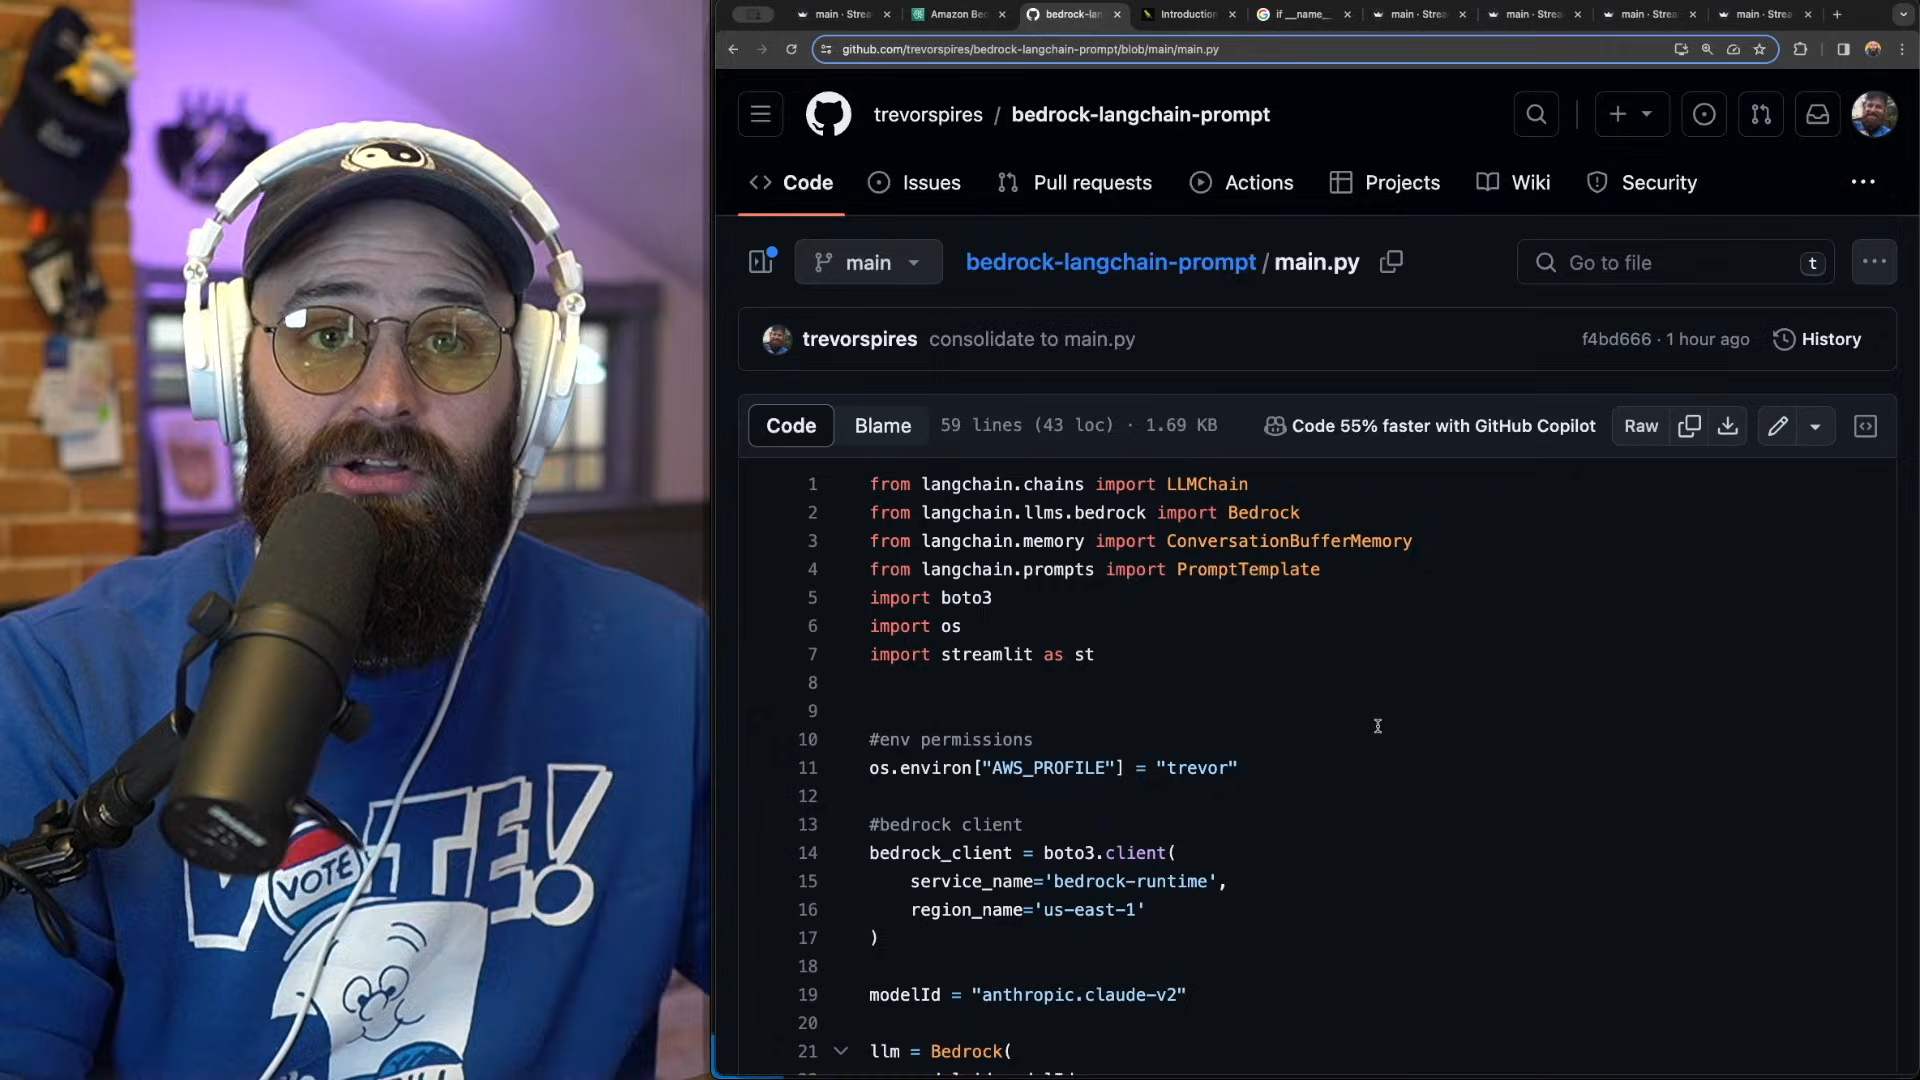 main · Strea
Amazon Be
bedrock-lan
Introduction
if __name_
main · Strea
main · Strea
main · Strea
main · Strea
github.com/trevorspires/bedrock-langchain-prompt/blob/main/main.py
trevorspires / bedrock-langchain-prompt
Code
Issues
Pull requests
Actions
Projects
Wiki
Security
main
bedrock-langchain-prompt / main.py
Go to file
t
trevorspires consolidate to main.py
f4bd666 · 1 hour ago
History
Code
Blame
59 lines (43 loc) · 1.69 KB
Code 55% faster with GitHub Copilot
Raw
1 from langchain.chains import LLMChain
2 from langchain.llms.bedrock import Bedrock
3 from langchain.memory import ConversationBufferMemory
4 from langchain.prompts import PromptTemplate
5 import boto3
6 import os
7 import streamlit as st
8
9
10 #env permissions
11 os.environ["AWS_PROFILE"] = "trevor"
12
13 #bedrock client
14 bedrock_client = boto3.client(
15 service_name='bedrock-runtime',
16 region_name='us-east-1'
17 )
18
19 modelId = "anthropic.claude-v2"
20
21 llm = Bedrock(
VOTE!
VOTE